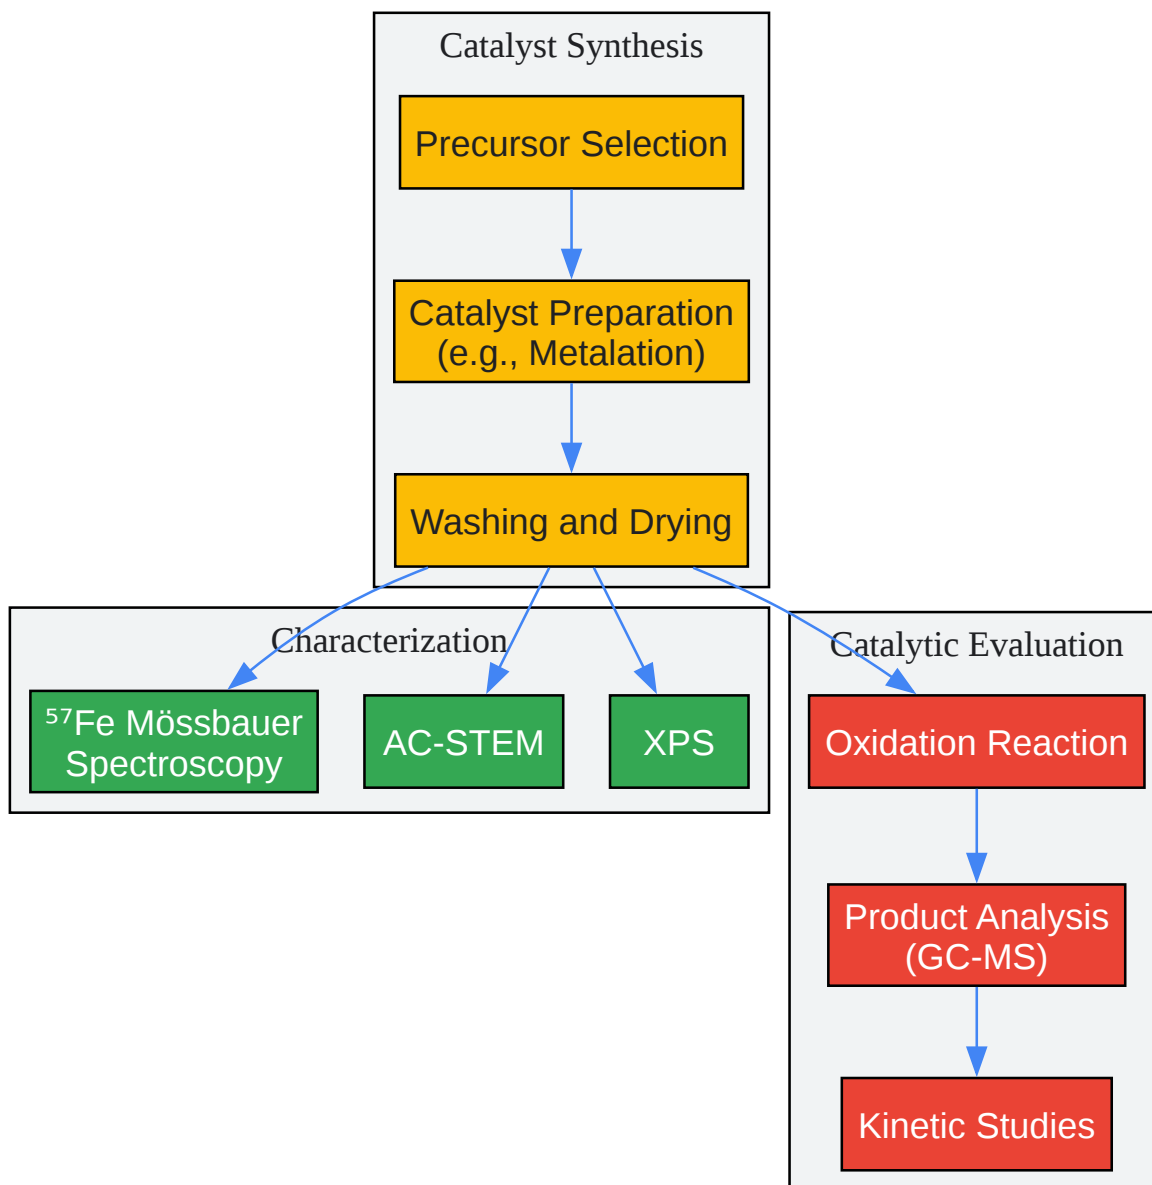 Catalyst Synthesis
Precursor Selection
Catalyst Preparation
(e.g., Metalation)
Washing and Drying
Characterization
⁵⁷Fe Mössbauer
Spectroscopy
AC-STEM
XPS
Catalytic Evaluation
Oxidation Reaction
Product Analysis
(GC-MS)
Kinetic Studies